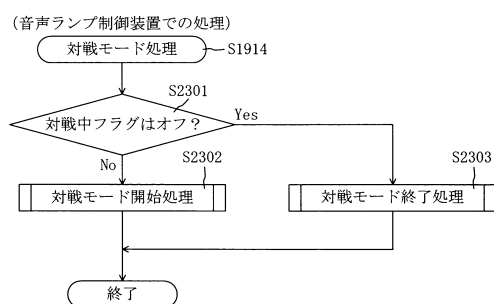 (音声ランプ制御装置での処理)
対戦モード処理
S1914
S2301
対戦中フラグはオフ?
Yes
No
S2302
対戦モード開始処理
S2303
対戦モード終了処理
終了